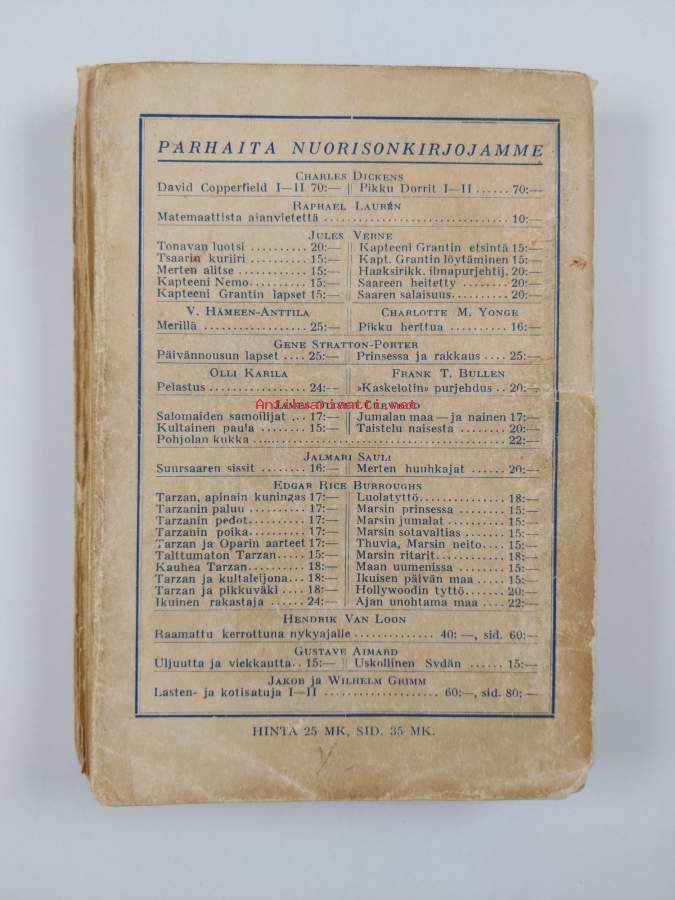 PARHAITA NUORISONKIRJOJAMME
CHARLES DICKENS
David Copperfield I—II 70:— || Pikku Dorrit I—II ...... 70:—
RAPHAEL LAURÉN
Matemaattista ajanvietettä ............................... 10:—
JULES VERNE
Tonavan luotsi .......... 20:— Kapteeni Grantin etsintä 15:—
Tsaarin kuriiri ......... 15:— Kapt. Grantin löytäminen 15:—
Merten alitse ........... 15:— Haaksirikk. ilmapurjehtij. 20:—
Kapteeni Nemo........... 15:— Saareen heitetty ........ 20:—
Kapteeni Grantin lapset 15:— Saaren salaisuus......... 20:—
V. HÄMEEN-ANTTILA CHARLOTTE M. YONGE
Merillä .................. 25:— Pikku herttua .......... 16:—
GENE STRATTON-PORTER
Päivännousun lapset .... 25:— Prinsessa ja rakkaus .... 25:—
OLLI KARILA FRANK T. BULLEN
Pelastus ................ 24:— »Kaskelotin» purjehdus .. 20:—
Antikvariaatti.net
JAMES OLIVER CURWOOD
Salomaiden samoilijat ... 17:— Jumalan maa — ja nainen 17:—
Kultainen paula ........ 15:— Taistelu naisesta ........ 20:—
Pohjolan kukka .......................................... 22:—
JALMARI SAULI
Suursaaren sissit ........ 16:— Merten huuhkajat ....... 20:—
EDGAR RICE BURROUGHS
Tarzan, apinain kuningas 17:— Luolatyttö............... 18:—
Tarzanin paluu .......... 17:— Marsin prinsessa ........ 15:—
Tarzanin pedot.......... 17:— Marsin jumalat .......... 15:—
Tarzanin poika.......... 17:— Marsin sotavaltias ....... 15:—
Tarzan ja Oparin aarteet 17:— Thuvia, Marsin neito.... 15:—
Talttumaton Tarzan..... 15:— Marsin ritarit............ 18:—
Kauhea Tarzan.......... 18:— Maan uumenissa ........ 15:—
Tarzan ja kultaleijona... 18:— Ikuisen päivän maa ..... 15:—
Tarzan ja pikkuväki .... 18:— Hollywoodin tyttö....... 20:—
Ikuinen rakastaja ....... 24:— Ajan unohtama maa .... 22:—
HENDRIK VAN LOON
Raamattu kerrottuna nykyajalle ............. 40:—, sid. 60:—
GUSTAVE AIMARD
Uljuutta ja viekkautta.. 15:— || Uskollinen Sydän ...... 15:—
JAKOB ja WILHELM GRIMM
Lasten- ja kotisatuja I—II ................... 60:—, sid. 80:—
HINTA 25 MK, SID. 35 MK.